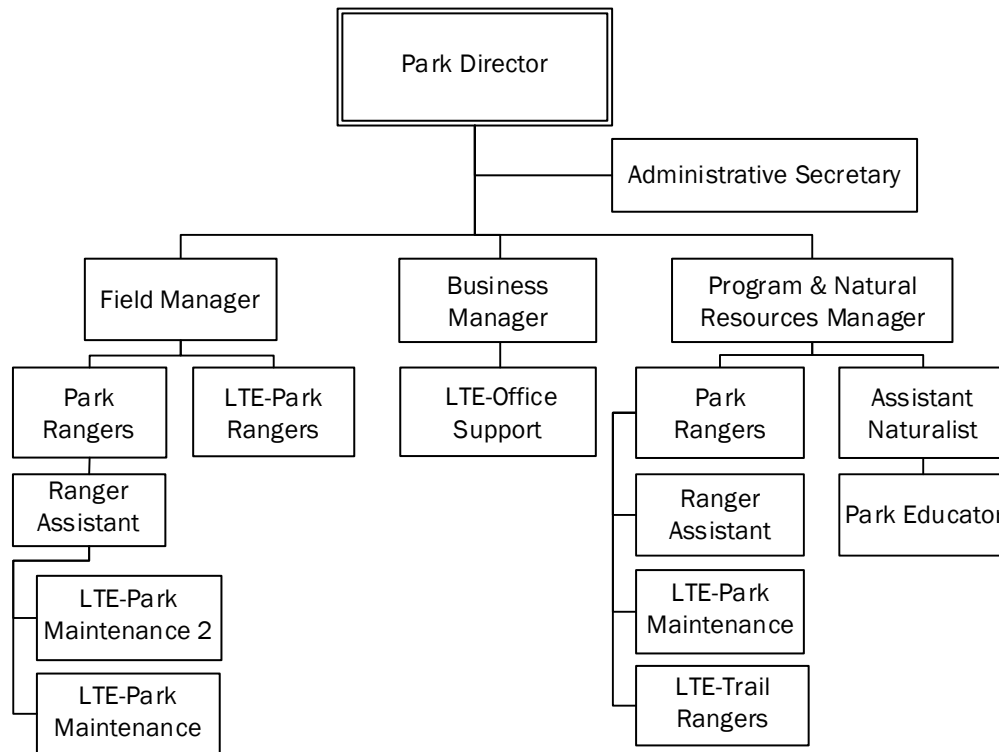 Park Director
Administrative Secretary
Field Manager
Business
Manager
Program & Natural
Resources Manager
Park
Rangers
LTE-Park
Rangers
LTE-Office
Support
Park
Rangers
Assistant
Naturalist
Ranger
Assistant
Ranger
Assistant
Park Educator
LTE-Park
Maintenance 2
LTE-Park
Maintenance
LTE-Park
Maintenance
LTE-Trail
Rangers